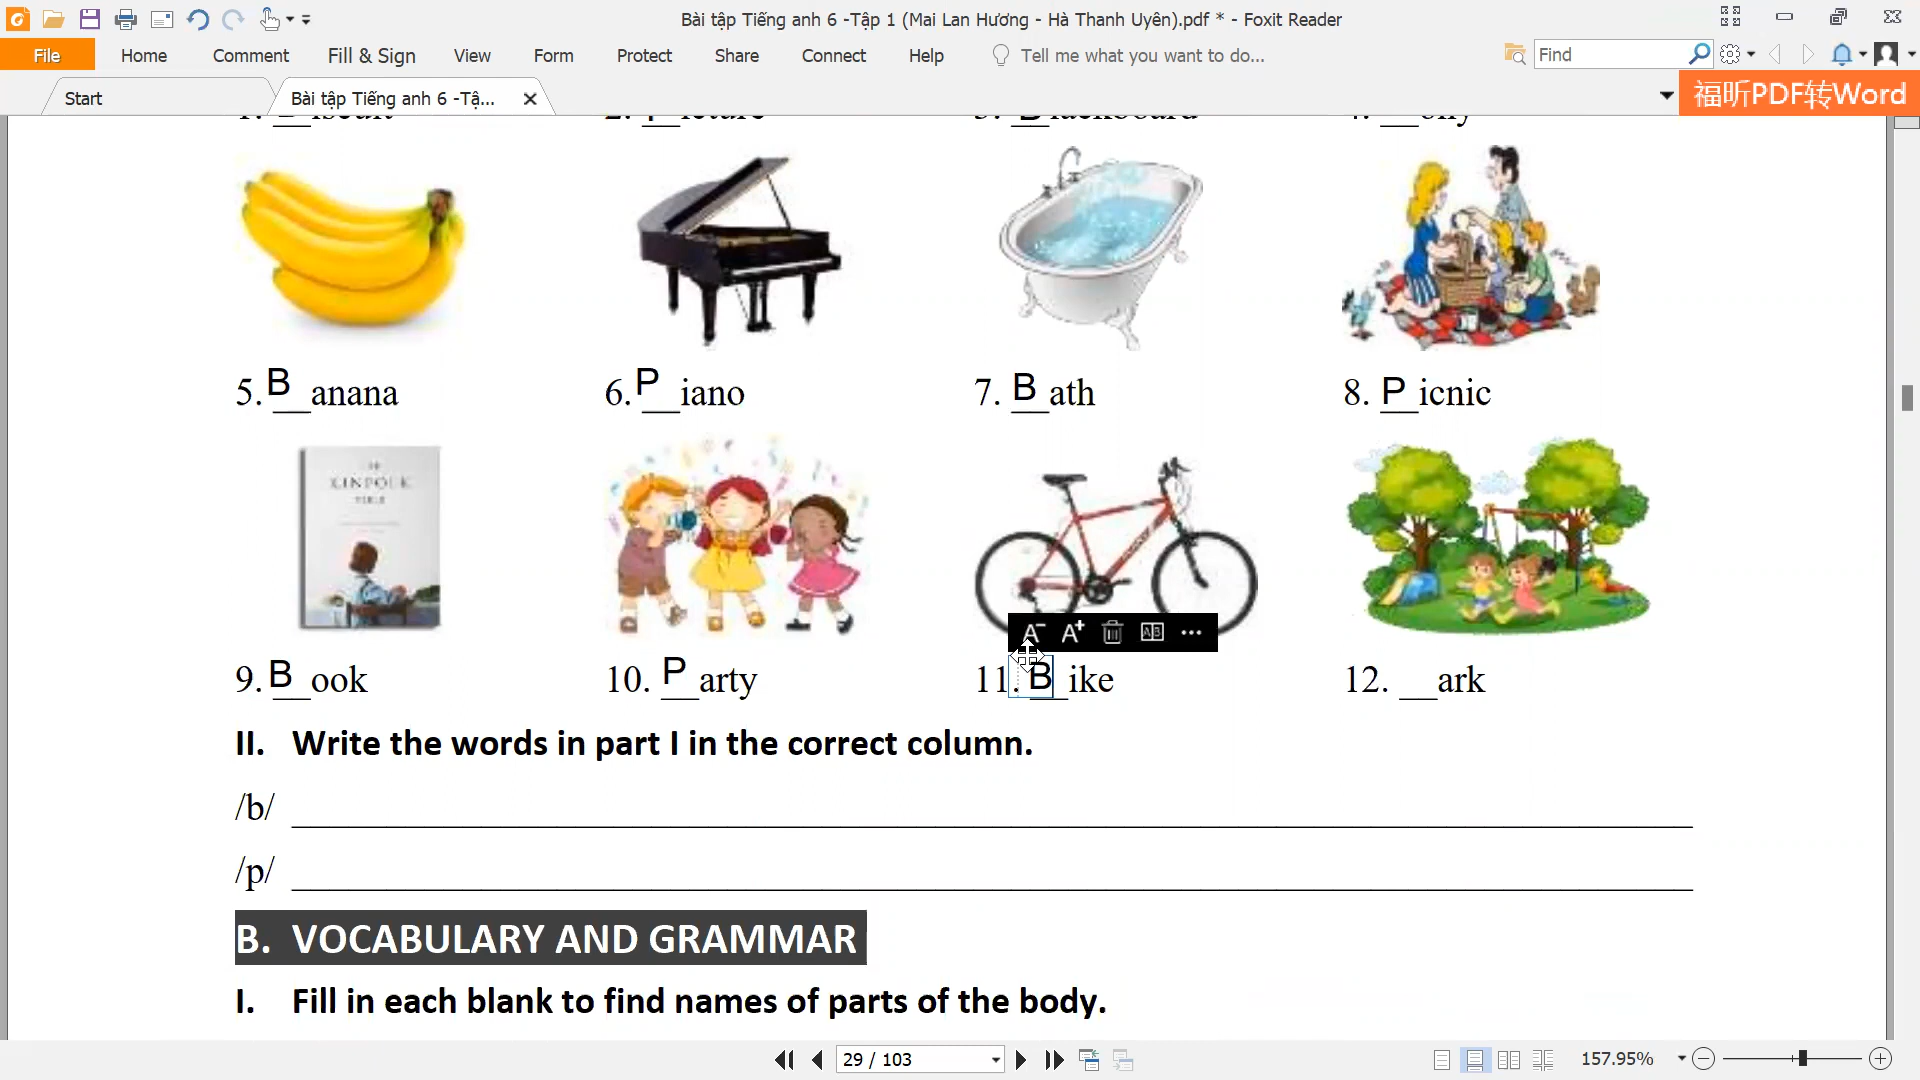 Bài tập Tiếng anh 6 -Tập 1 (Mai Lan Hương - Hà Thanh Uyên).pdf * - Foxit Reader
File Home Comment Fill & Sign View Form Protect Share Connect Help Tell me what you want to do... Find
Start Bài tập Tiếng anh 6 -Tậ... 福昕PDF转Word
5. B anana 6. P iano 7. B ath 8. P icnic
KINFOLK
9. B ook 10. P arty 11. B ike 12. __ark
II. Write the words in part I in the correct column.
/b/
/p/
B. VOCABULARY AND GRAMMAR
I. Fill in each blank to find names of parts of the body.
29 / 103 157.95%